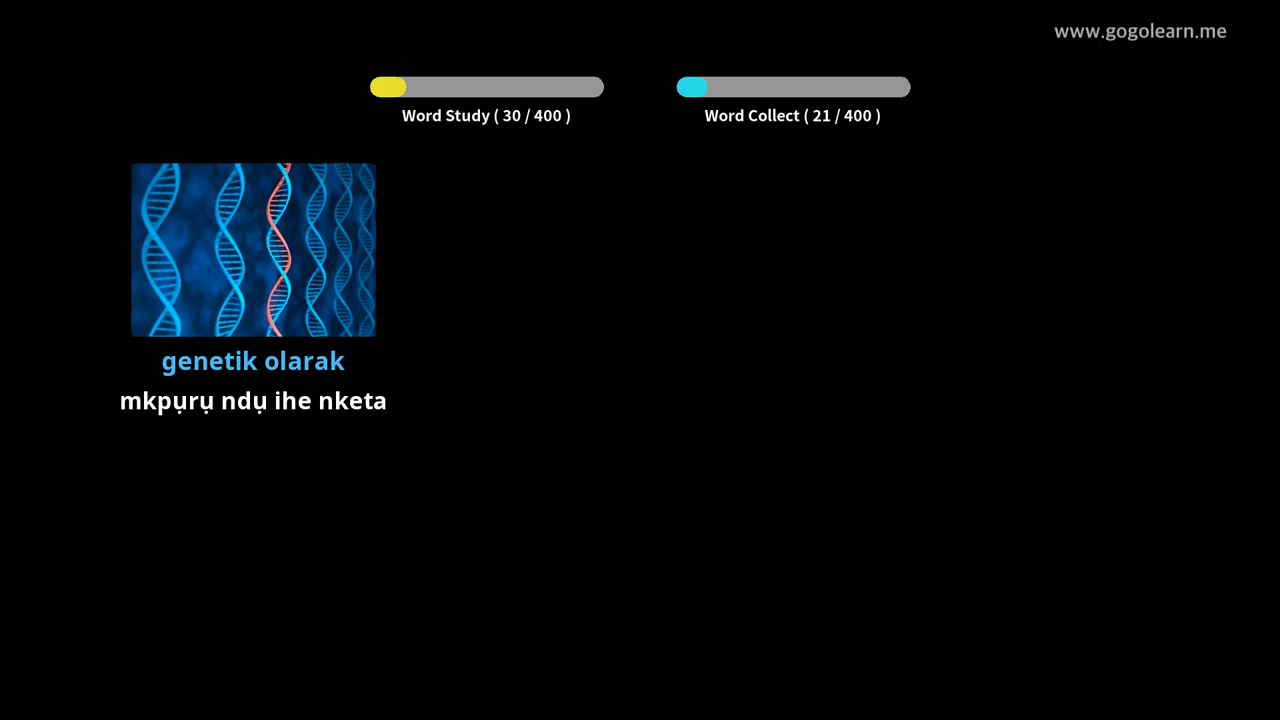 www.gogolearn.me
Word Study ( 30 / 400 )
Word Collect ( 21 / 400 )
genetik olarak
mkpụrụ ndụ ihe nketa